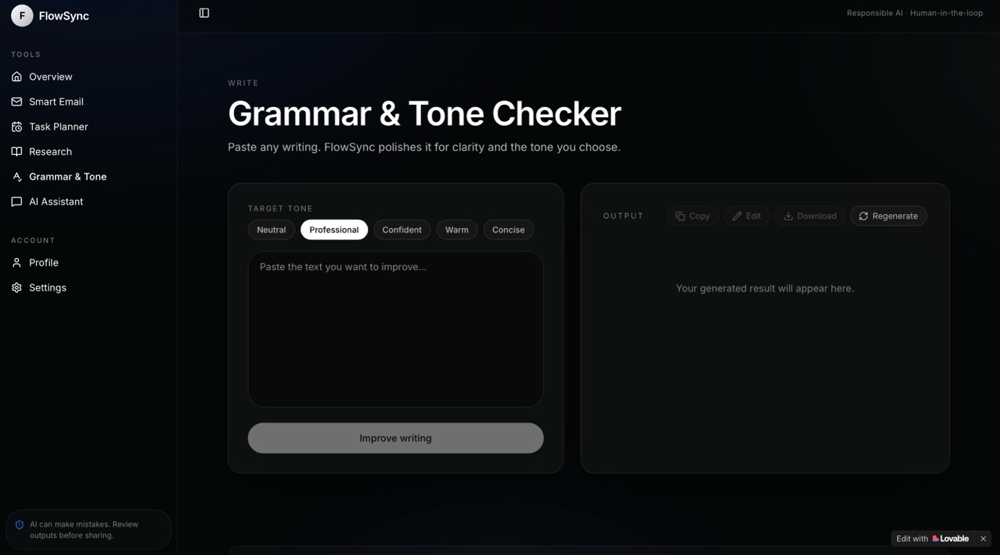 F FlowSync
Responsible AI · Human-in-the-loop
TOOLS
Overview
Smart Email
Task Planner
Research
Grammar & Tone
AI Assistant
ACCOUNT
Profile
Settings
AI can make mistakes. Review
outputs before sharing.
WRITE
Grammar & Tone Checker
Paste any writing. FlowSync polishes it for clarity and the tone you choose.
TARGET TONE
Neutral Professional Confident Warm Concise
Paste the text you want to improve...
Improve writing
OUTPUT Copy Edit Download Regenerate
Your generated result will appear here.
Edit with Lovable ×